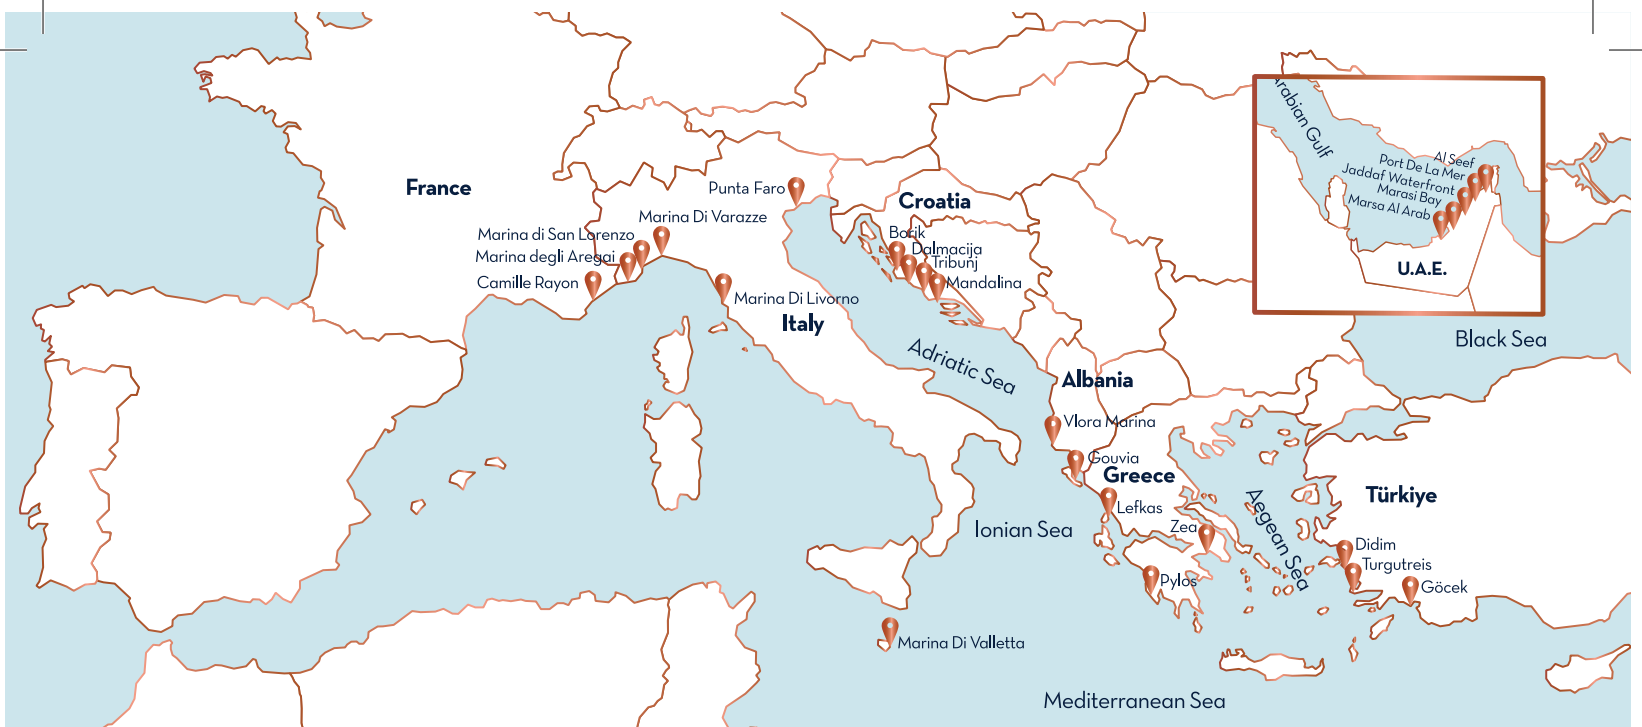 Arabian Gulf
Al Seef
Port De La Mer
Jaddaf Waterfront
Marasi Bay
Marsa Al Arab
U.A.E.
France
Punta Faro
Croatia
Marina Di Varazze
Marina di San Lorenzo
Borik
Dalmacija
Marina degli Aregai
Tribunj
Camille Rayon
Mandalina
Marina Di Livorno
Italy
Black Sea
Adriatic Sea
Albania
Vlora Marina
Gouvia
Greece
Türkiye
Lefkas
Ionian Sea
Zea
Aegean Sea
Didim
Turgutreis
Pylos
Göcek
Marina Di Valletta
Mediterranean Sea